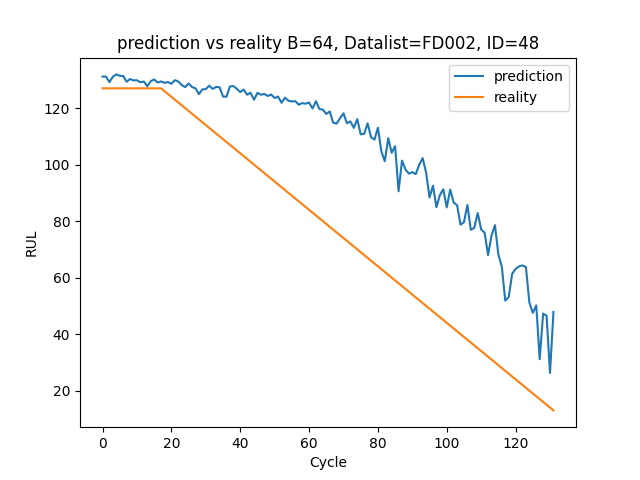 prediction vs reality B=64, Datalist=FD002, ID=48
prediction
reality
RUL
120
100
80
60
40
20
0 20 40 60 80 100 120
Cycle